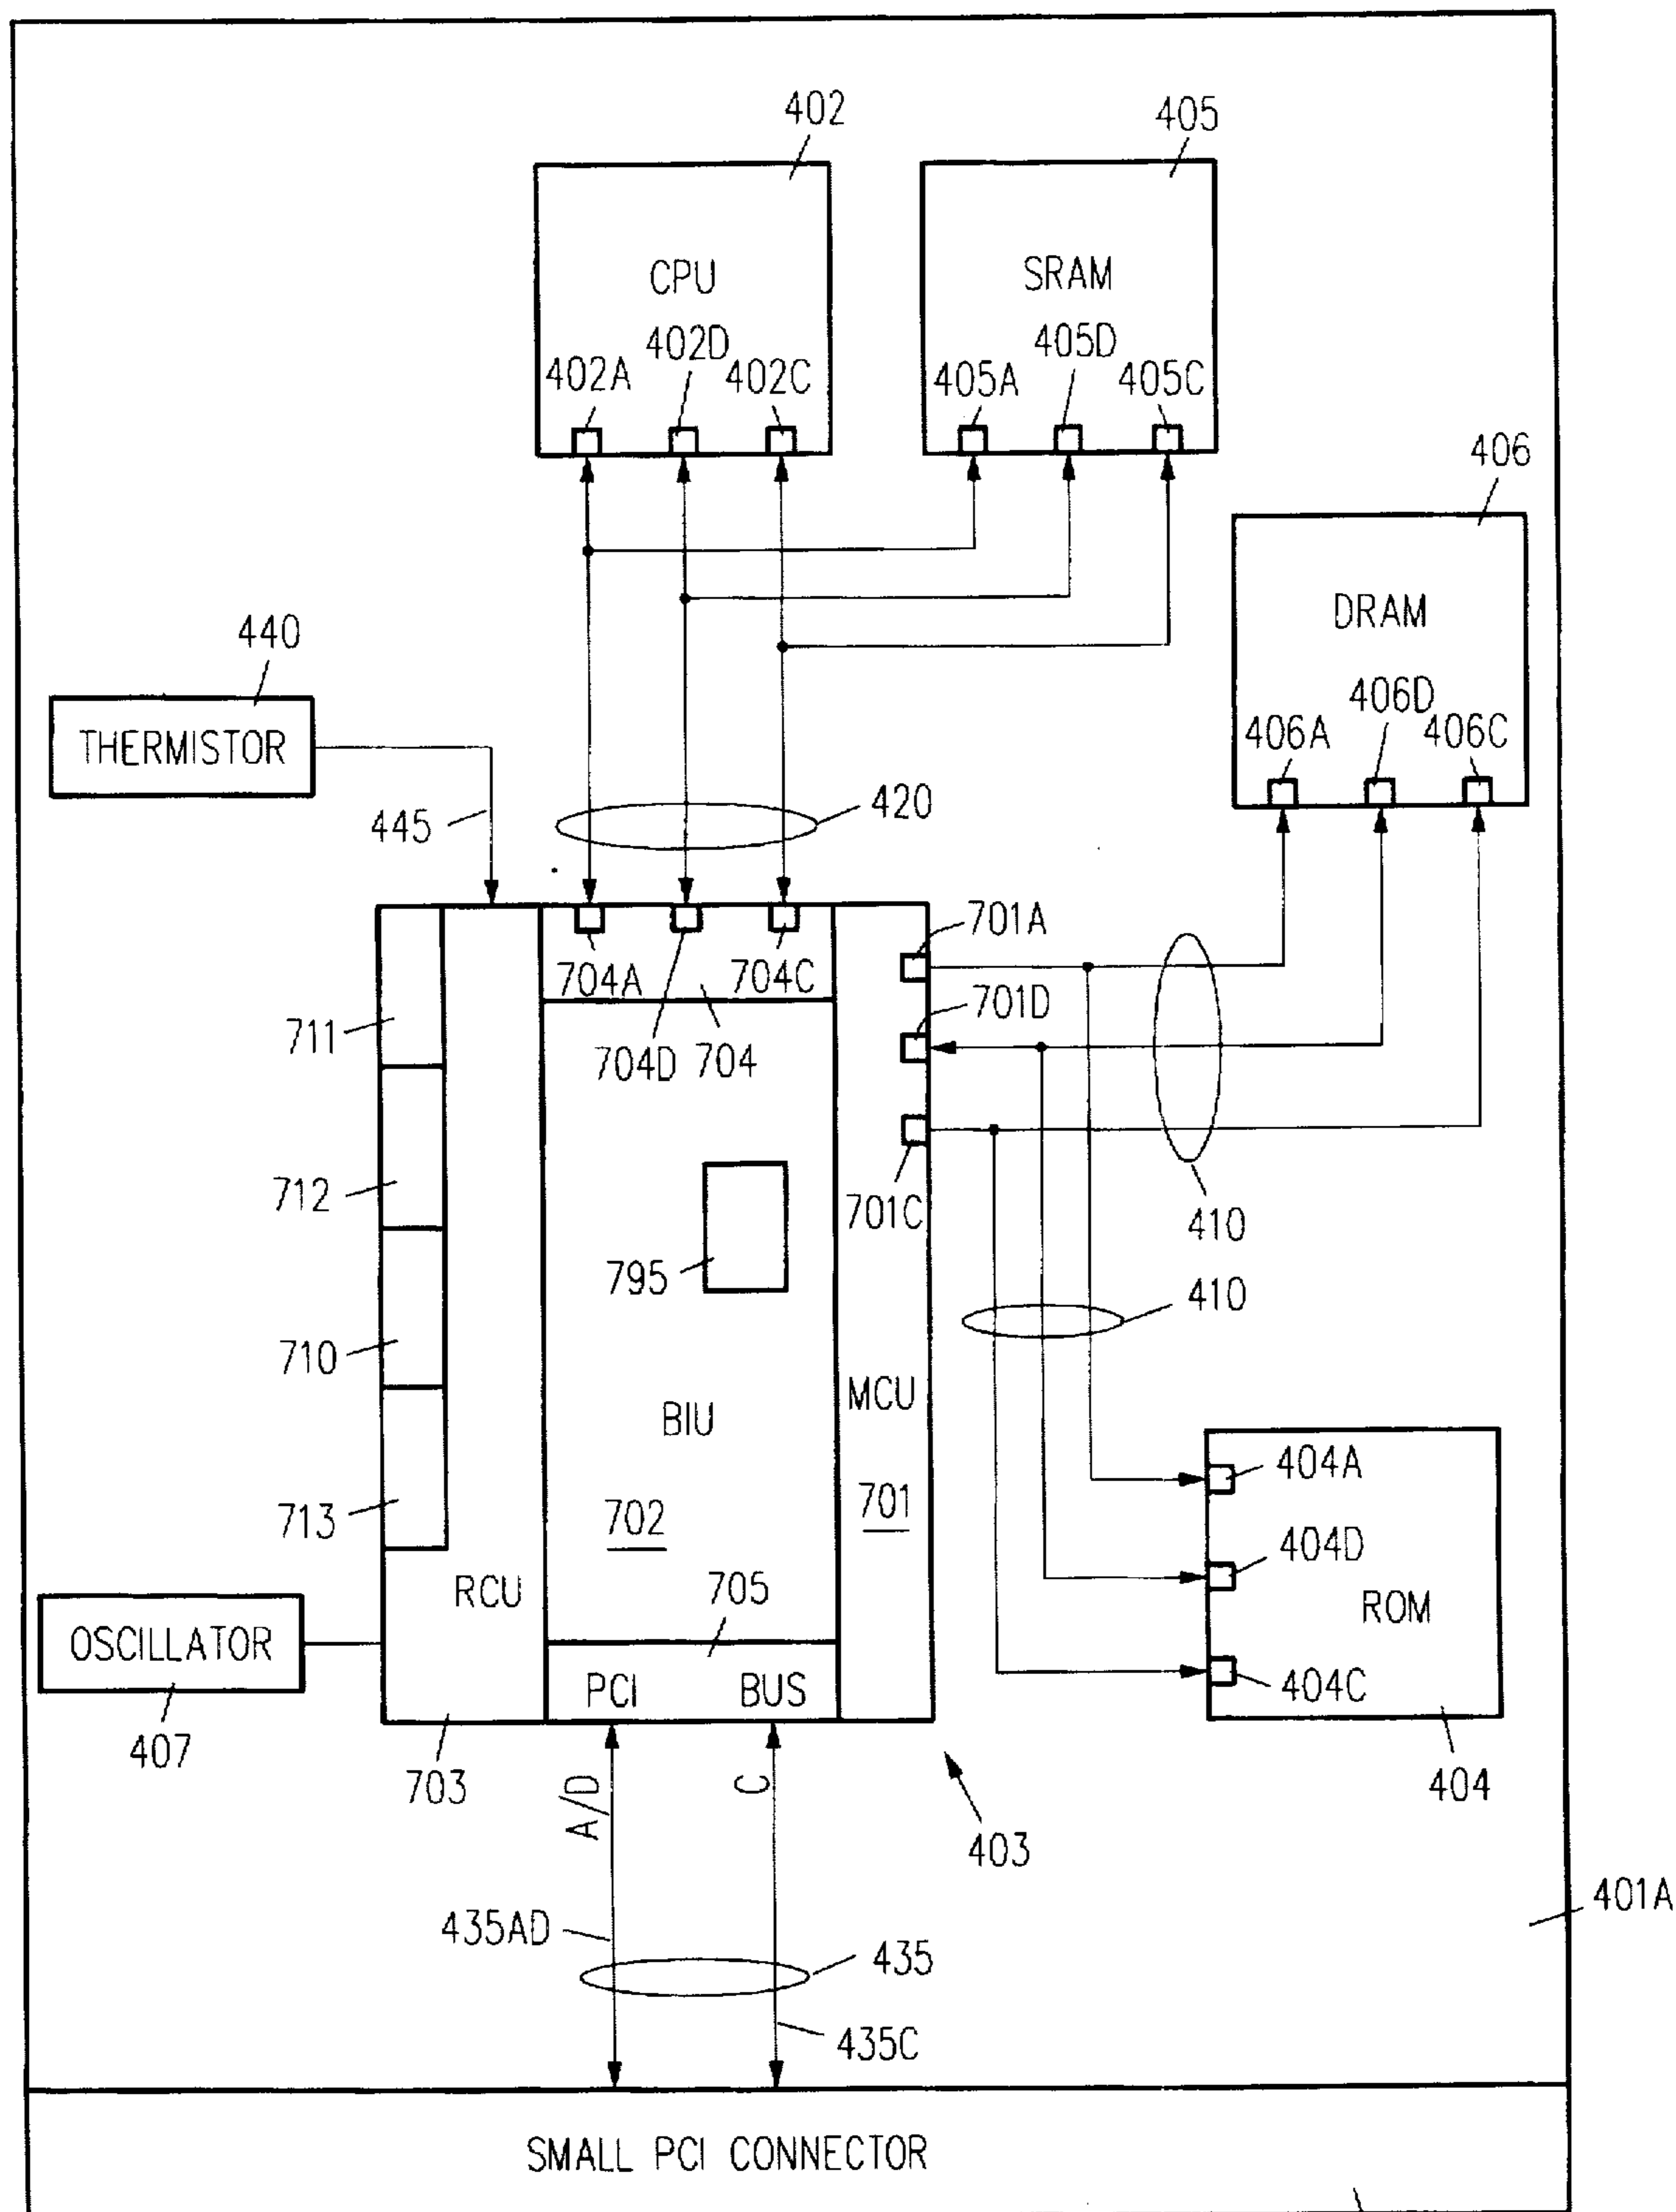 402
405
CPU
SRAM
402A
402D
402C
405A
405D
405C
406
DRAM
406A
406D
406C
440
THERMISTOR
445
420
704A
704D
704C
704
701A
701D
701C
410
410
711
712
710
713
795
BIU
702
MCU
701
RCU
705
PCI BUS
OSCILLATOR
407
703
404A
404D
ROM
404C
404
403
A/D
C
435AD
435
435C
401A
SMALL PCI CONNECTOR